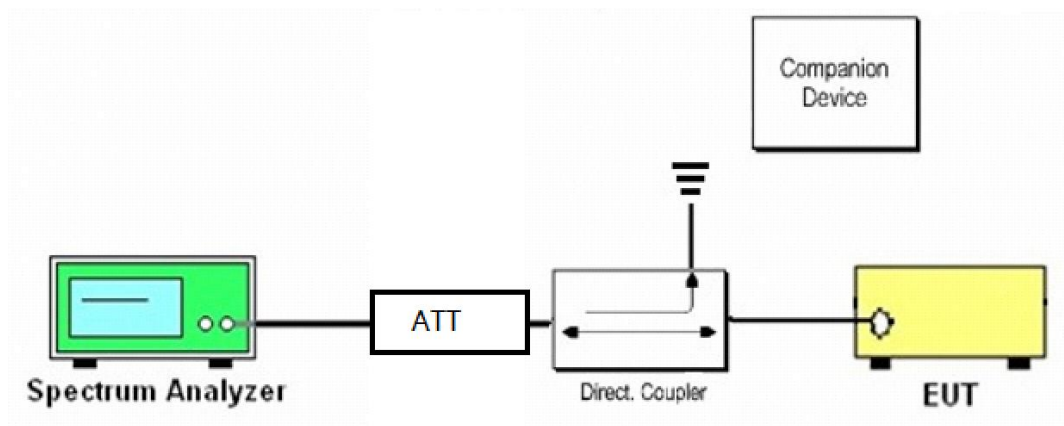 Companion
Device
ATT
Spectrum Analyzer
Direct. Coupler
EUT